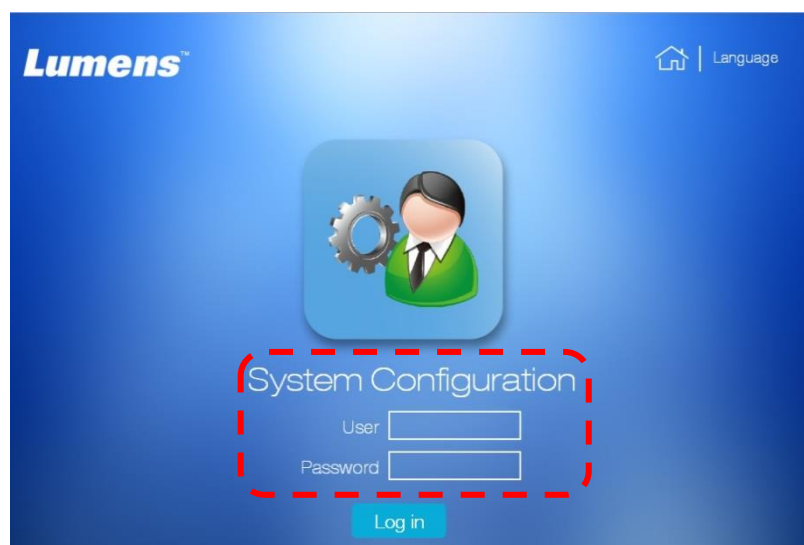 Lumens™
Language
System Configuration
User
Password
Log in